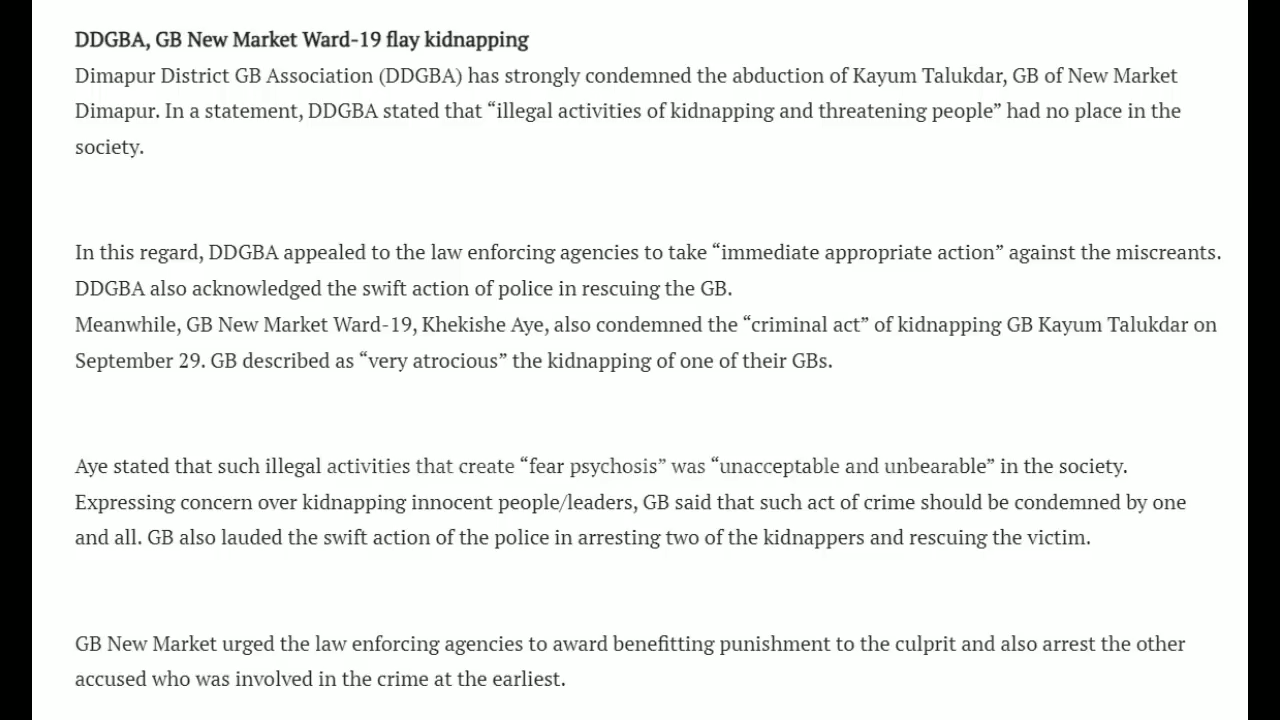 DDGBA, GB New Market Ward-19 flay kidnapping
Dimapur District GB Association (DDGBA) has strongly condemned the abduction of Kayum Talukdar, GB of New Market
Dimapur. In a statement, DDGBA stated that “illegal activities of kidnapping and threatening people” had no place in the
society.
In this regard, DDGBA appealed to the law enforcing agencies to take “immediate appropriate action” against the miscreants.
DDGBA also acknowledged the swift action of police in rescuing the GB.
Meanwhile, GB New Market Ward-19, Khekishe Aye, also condemned the “criminal act” of kidnapping GB Kayum Talukdar on
September 29. GB described as “very atrocious” the kidnapping of one of their GBs.
Aye stated that such illegal activities that create “fear psychosis” was “unacceptable and unbearable” in the society.
Expressing concern over kidnapping innocent people/leaders, GB said that such act of crime should be condemned by one
and all. GB also lauded the swift action of the police in arresting two of the kidnappers and rescuing the victim.
GB New Market urged the law enforcing agencies to award benefitting punishment to the culprit and also arrest the other
accused who was involved in the crime at the earliest.